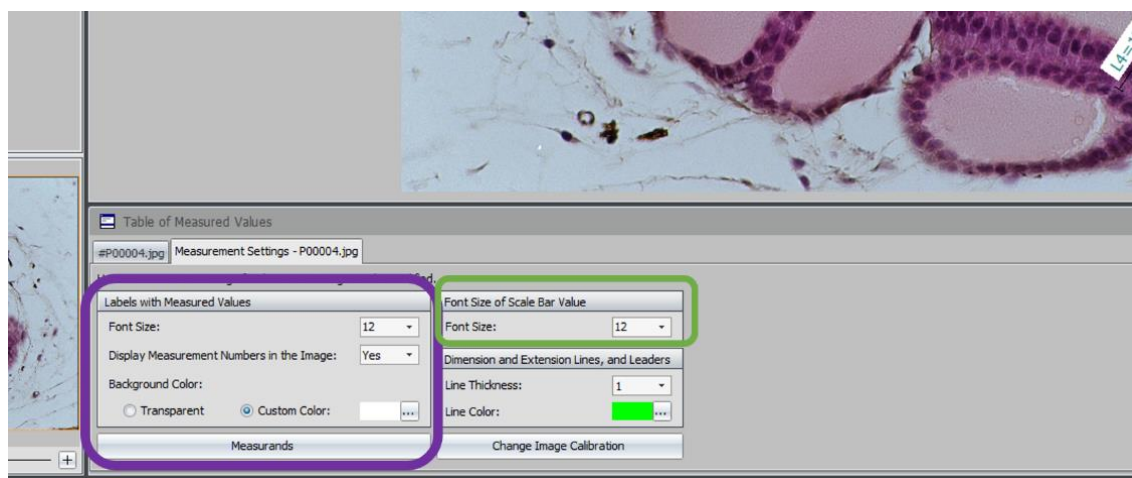 L4=
Table of Measured Values
#P00004.jpg
Measurement Settings - P00004.jpg
Labels with Measured Values
Font Size:
12
Display Measurement Numbers in the Image:
Yes
Background Color:
Transparent
Custom Color:
...
Measurands
Font Size of Scale Bar Value
Font Size:
12
Dimension and Extension Lines, and Leaders
Line Thickness:
1
Line Color:
...
Change Image Calibration
+